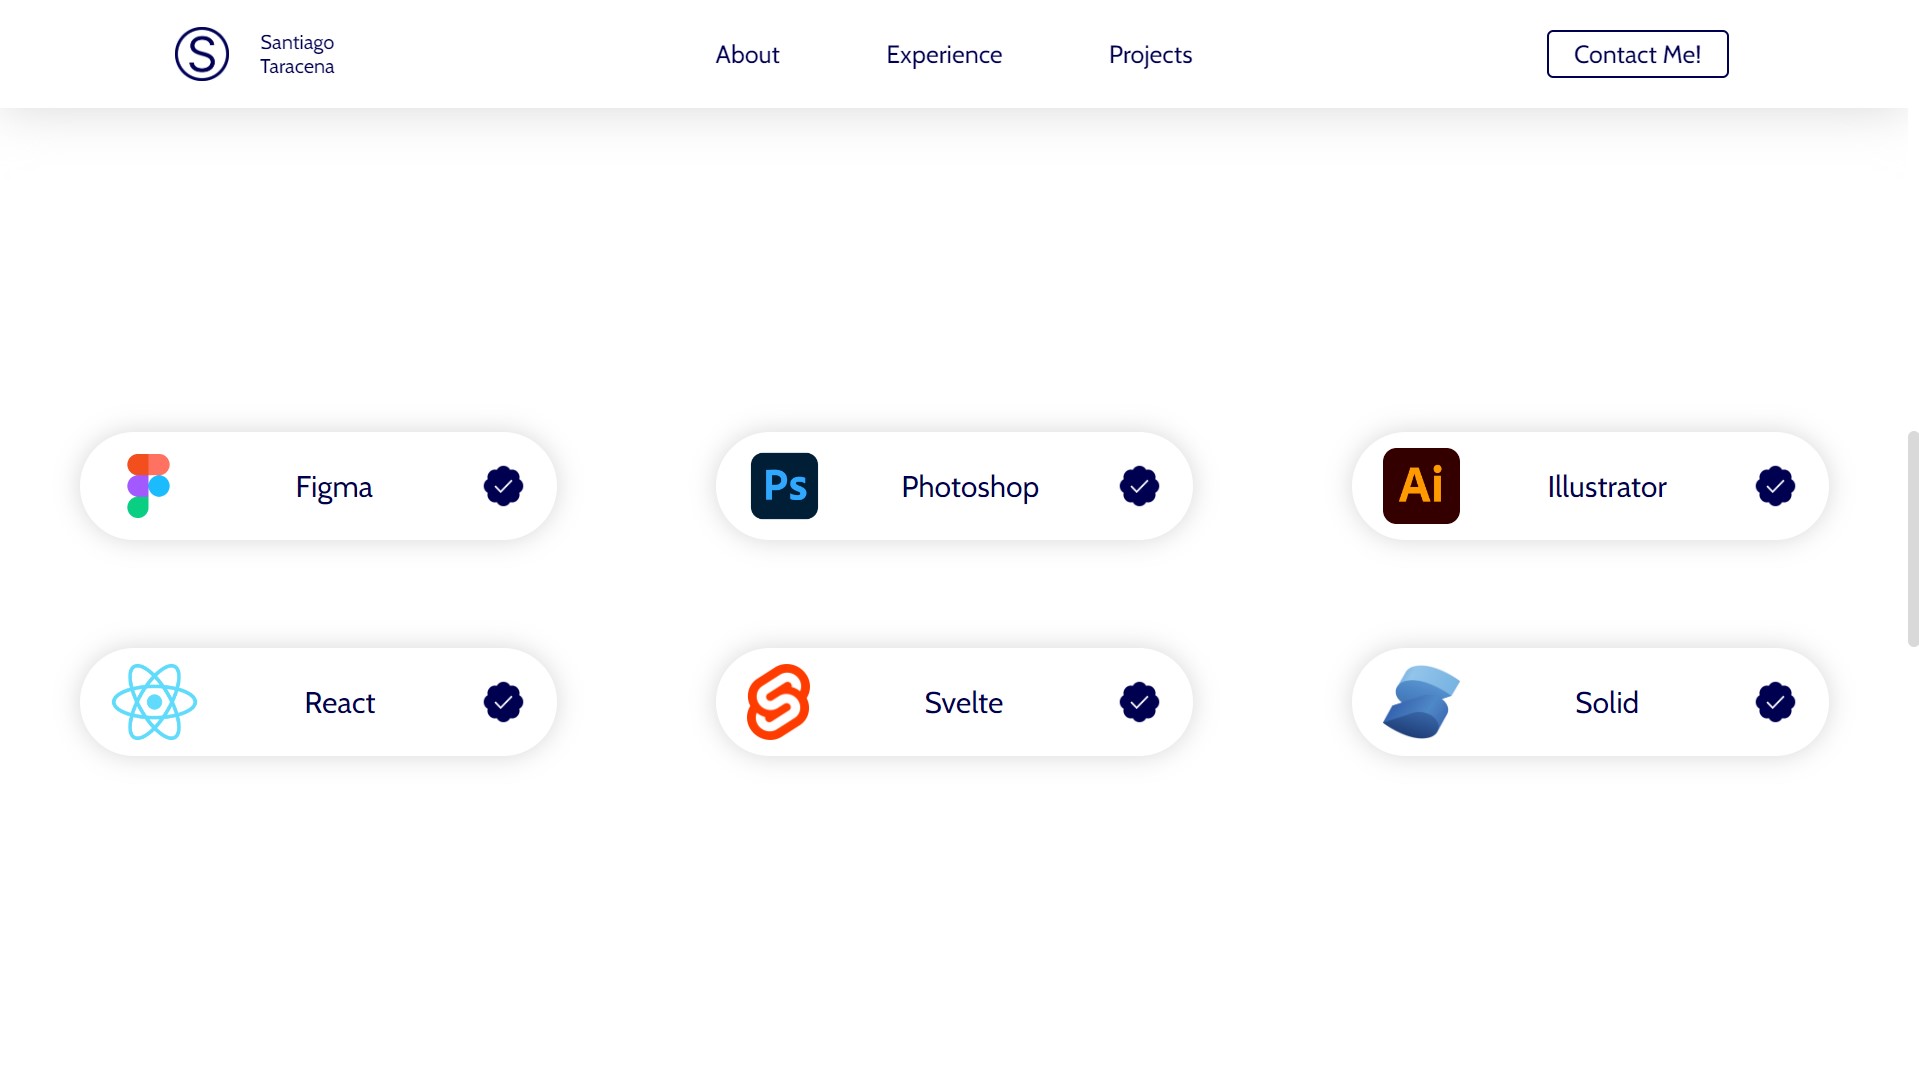 S
Santiago
Taracena
About
Experience
Projects
Contact Me!
Figma
Ps
Photoshop
Ai
Illustrator
React
Svelte
Solid